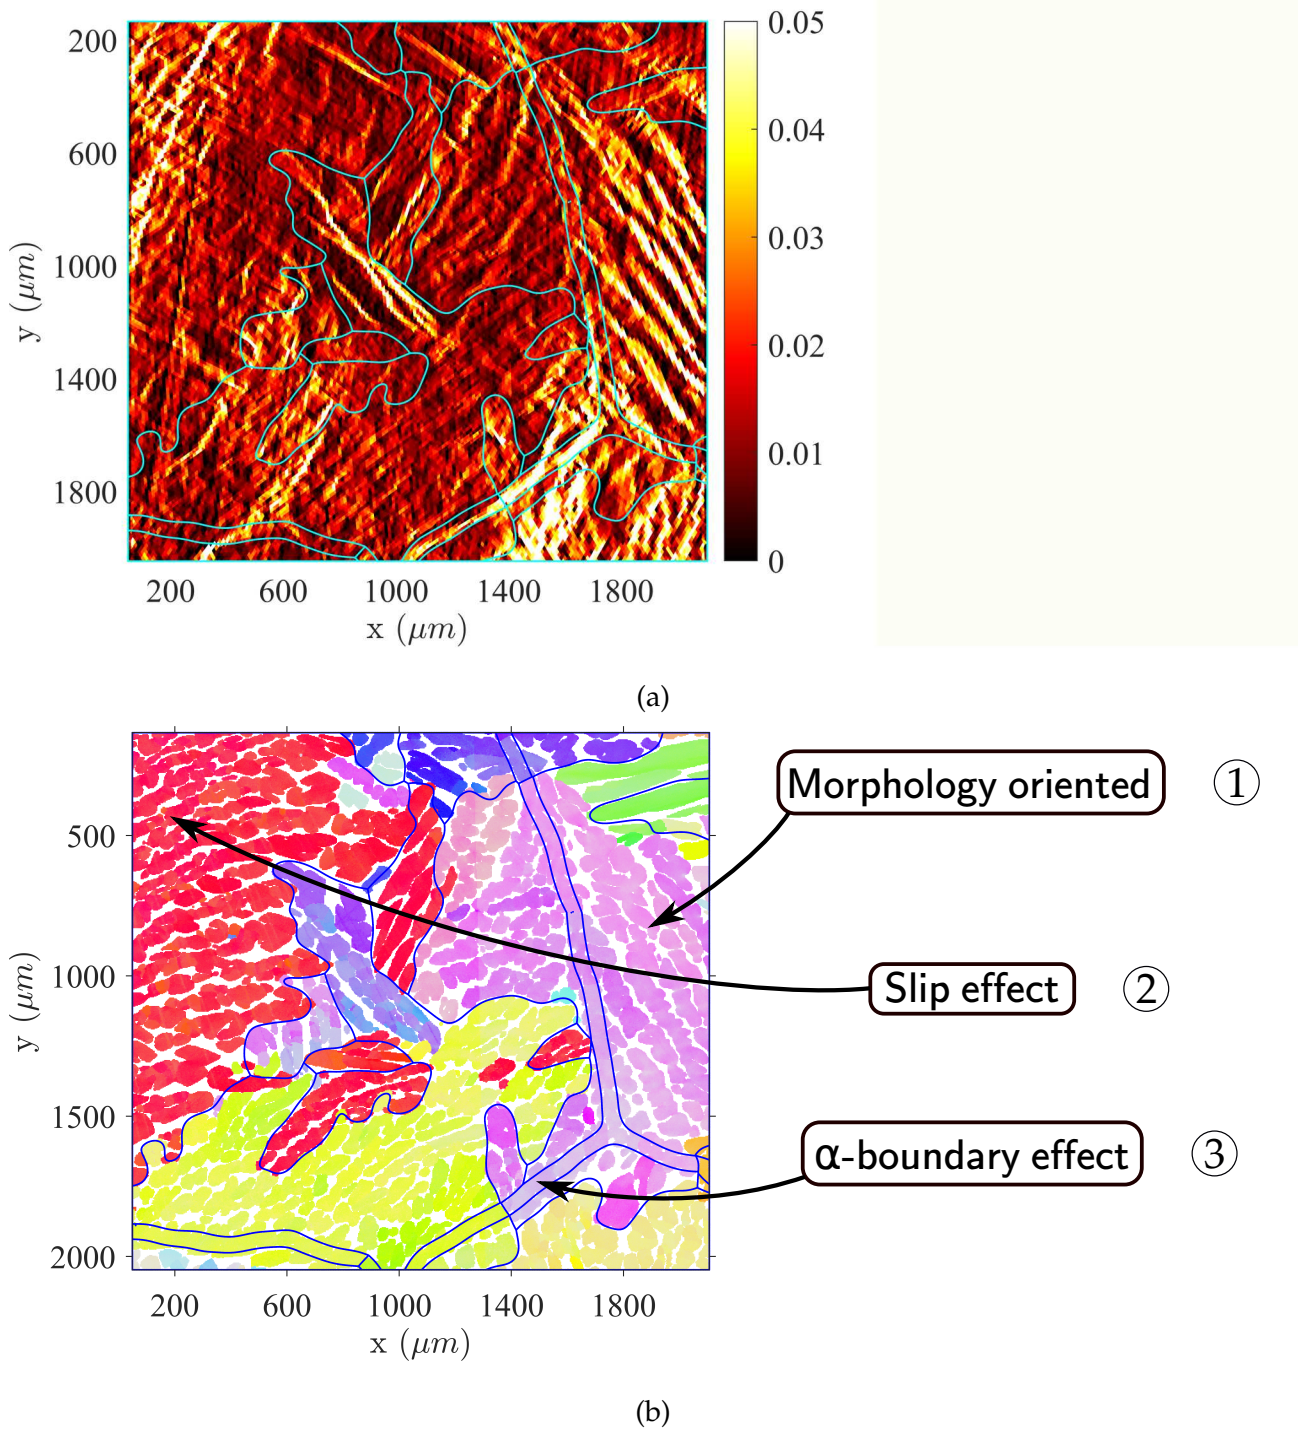 200
600
1000
1400
1800
y (μm)
200 600 1000 1400 1800
x (μm)
0.05
0.04
0.03
0.02
0.01
0
(a)
500
1000
1500
2000
y (μm)
200 600 1000 1400 1800
x (μm)
Morphology oriented ①
Slip effect ②
α-boundary effect ③
(b)